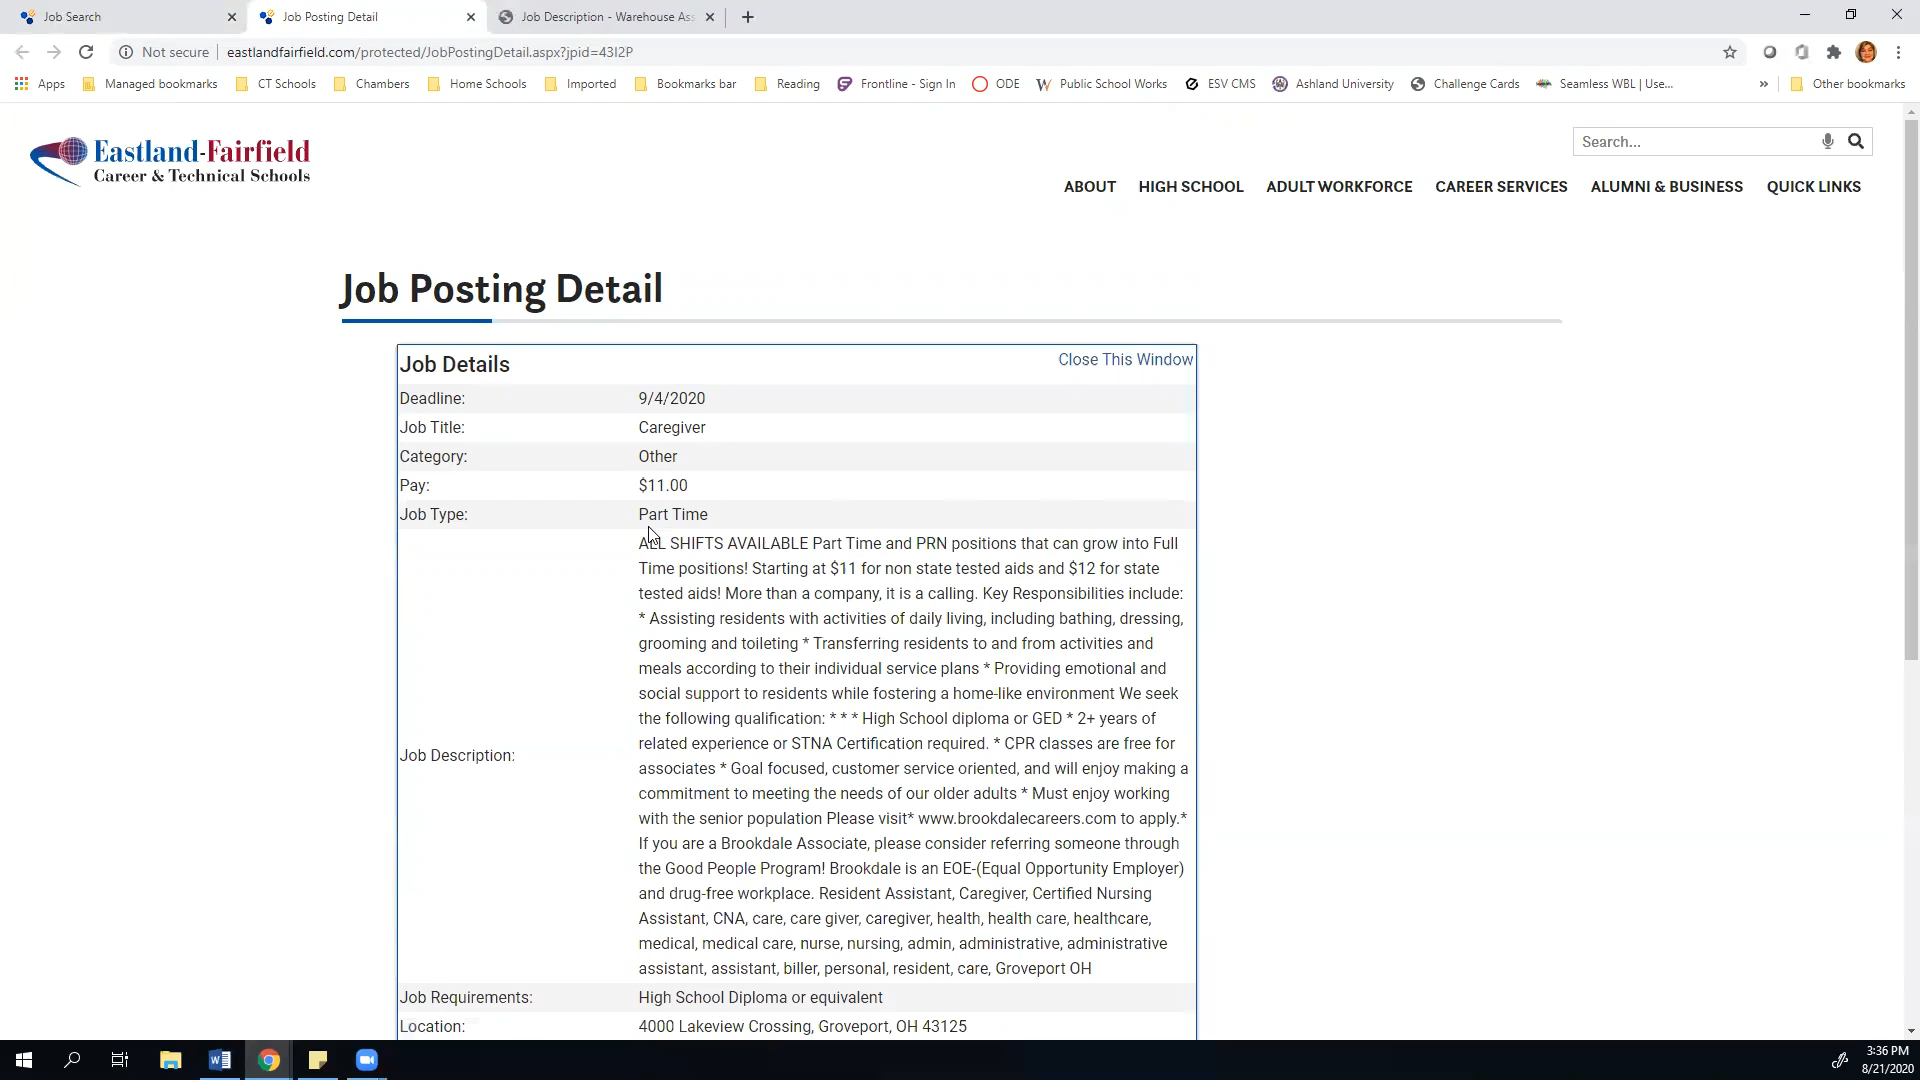 Job Search
Job Posting Detail
Job Description - Warehouse Ass
Not secure
eastlandfairfield.com/protected/JobPostingDetail.aspx?jpid=43I2P
Apps
Managed bookmarks
CT Schools
Chambers
Home Schools
Imported
Bookmarks bar
Reading
Frontline - Sign In
ODE
Public School Works
ESV CMS
Ashland University
Challenge Cards
Seamless WBL | Use...
»
Other bookmarks
Eastland-Fairfield
Career & Technical Schools
Search...
ABOUT HIGH SCHOOL ADULT WORKFORCE CAREER SERVICES ALUMNI & BUSINESS QUICK LINKS
Job Posting Detail
Job Details Close This Window
Deadline: 9/4/2020
Job Title: Caregiver
Category: Other
Pay: $11.00
Job Type: Part Time
Job Description:
ALL SHIFTS AVAILABLE Part Time and PRN positions that can grow into Full
Time positions! Starting at $11 for non state tested aids and $12 for state
tested aids! More than a company, it is a calling. Key Responsibilities include:
* Assisting residents with activities of daily living, including bathing, dressing,
grooming and toileting * Transferring residents to and from activities and
meals according to their individual service plans * Providing emotional and
social support to residents while fostering a home-like environment We seek
the following qualification: * * * High School diploma or GED * 2+ years of
related experience or STNA Certification required. * CPR classes are free for
associates * Goal focused, customer service oriented, and will enjoy making a
commitment to meeting the needs of our older adults * Must enjoy working
with the senior population Please visit* www.brookdalecareers.com to apply.*
If you are a Brookdale Associate, please consider referring someone through
the Good People Program! Brookdale is an EOE-(Equal Opportunity Employer)
and drug-free workplace. Resident Assistant, Caregiver, Certified Nursing
Assistant, CNA, care, care giver, caregiver, health, health care, healthcare,
medical, medical care, nurse, nursing, admin, administrative, administrative
assistant, assistant, biller, personal, resident, care, Groveport OH
Job Requirements: High School Diploma or equivalent
Location: 4000 Lakeview Crossing, Groveport, OH 43125
3:36 PM
8/21/2020